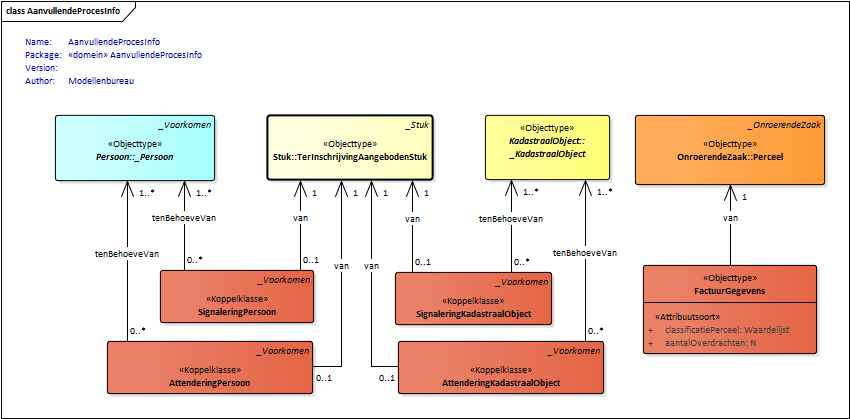 class AanvullendeProcesInfo
Name: AanvullendeProcesInfo
Package: «domein» AanvullendeProcesInfo
Version:
Author: Modellenbureau
_Voorkomen
«Objecttype»
Persoon::_Persoon
_Stuk
«Objecttype»
Stuk::TerInschrijvingAangebodenStuk
«Objecttype»
KadastraalObject::
_KadastraalObject
_OnroerendeZaak
«Objecttype»
OnroerendeZaak::Perceel
1..*
1..*
1
1
1
1
1..*
1..*
1
tenBehoeveVan
van
van
tenBehoeveVan
van
tenBehoeveVan
van
van
tenBehoeveVan
0..*
0..1
0..1
0..*
_Voorkomen
«Koppelklasse»
SignaleringPersoon
_Voorkomen
«Koppelklasse»
SignaleringKadastraalObject
«Objecttype»
FactuurGegevens
«Attribuutsoort»
+ classificatiePerceel: Waardelijst
+ aantalOverdrachten: N
0..*
0..1
0..1
0..*
_Voorkomen
«Koppelklasse»
AttenderingPersoon
_Voorkomen
«Koppelklasse»
AttenderingKadastraalObject